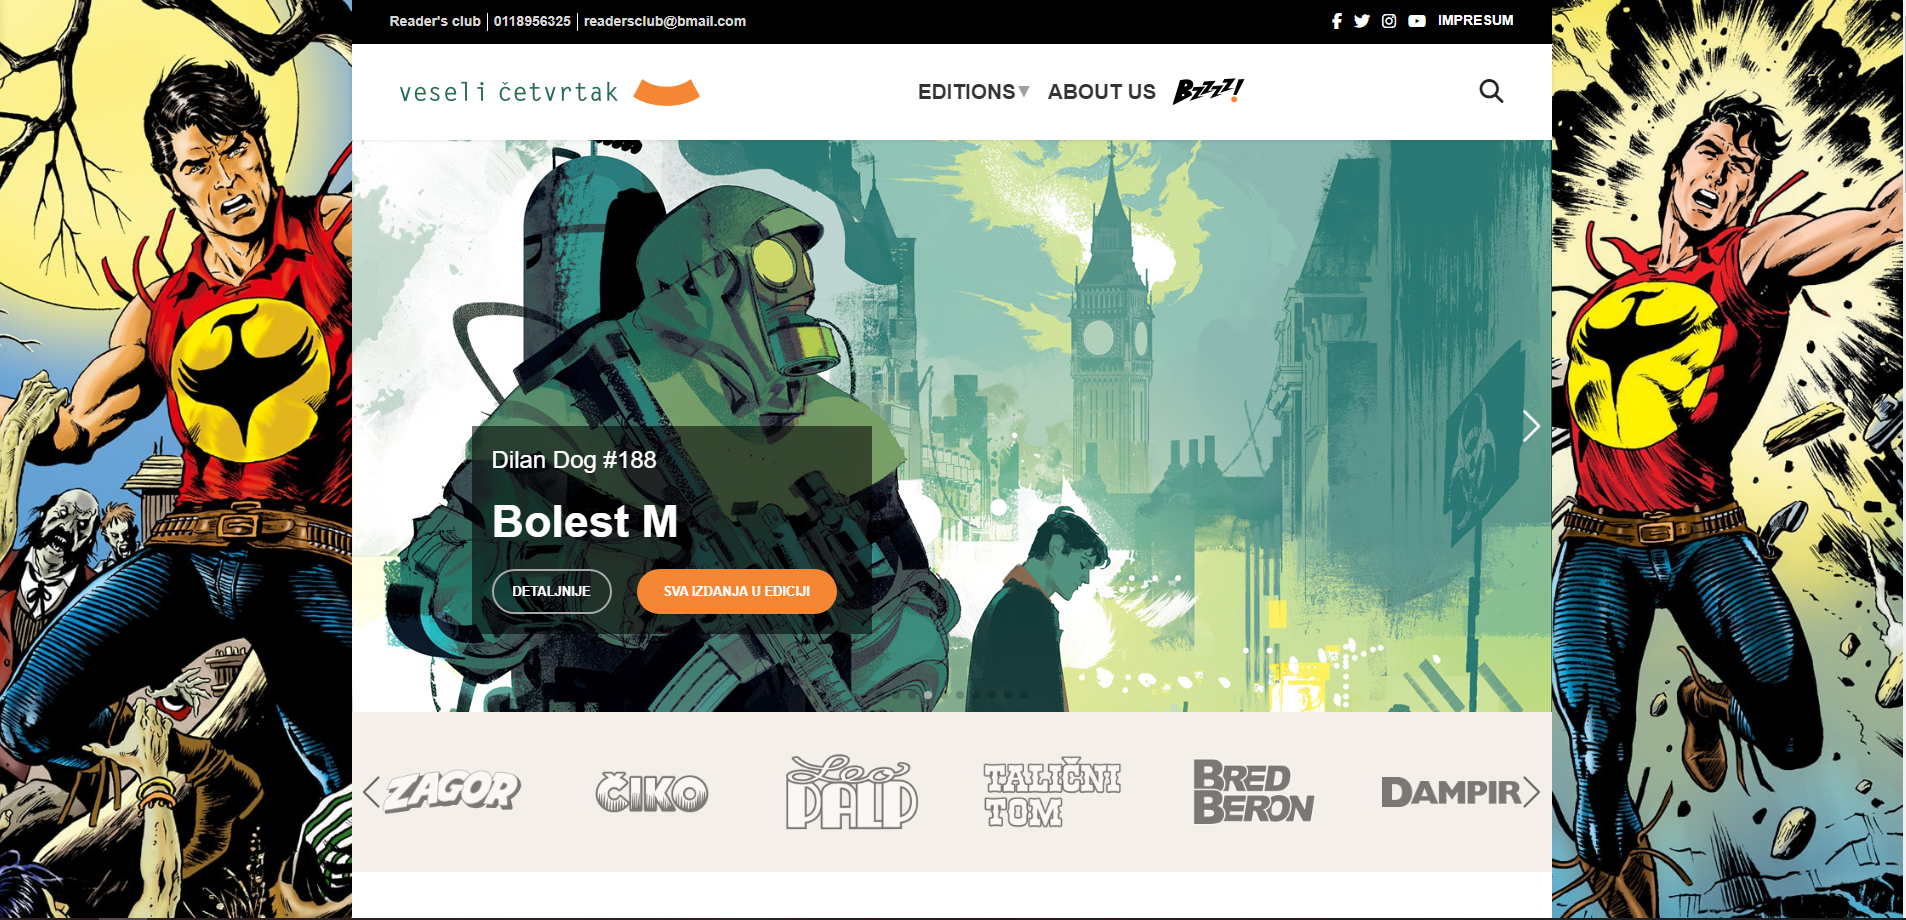 Reader's club | 0118956325 | readersclub@bmail.com
IMPRESUM
veseli četvrtak
EDITIONS▾ ABOUT US Bzzzz!
Dilan Dog #188
Bolest M
DETALJNIJE SVA IZDANJA U EDICIJI
ZAGOR
ČIKO
Leo
PALP
TALIČNI
TOM
BRED
BERON
DAMPIR